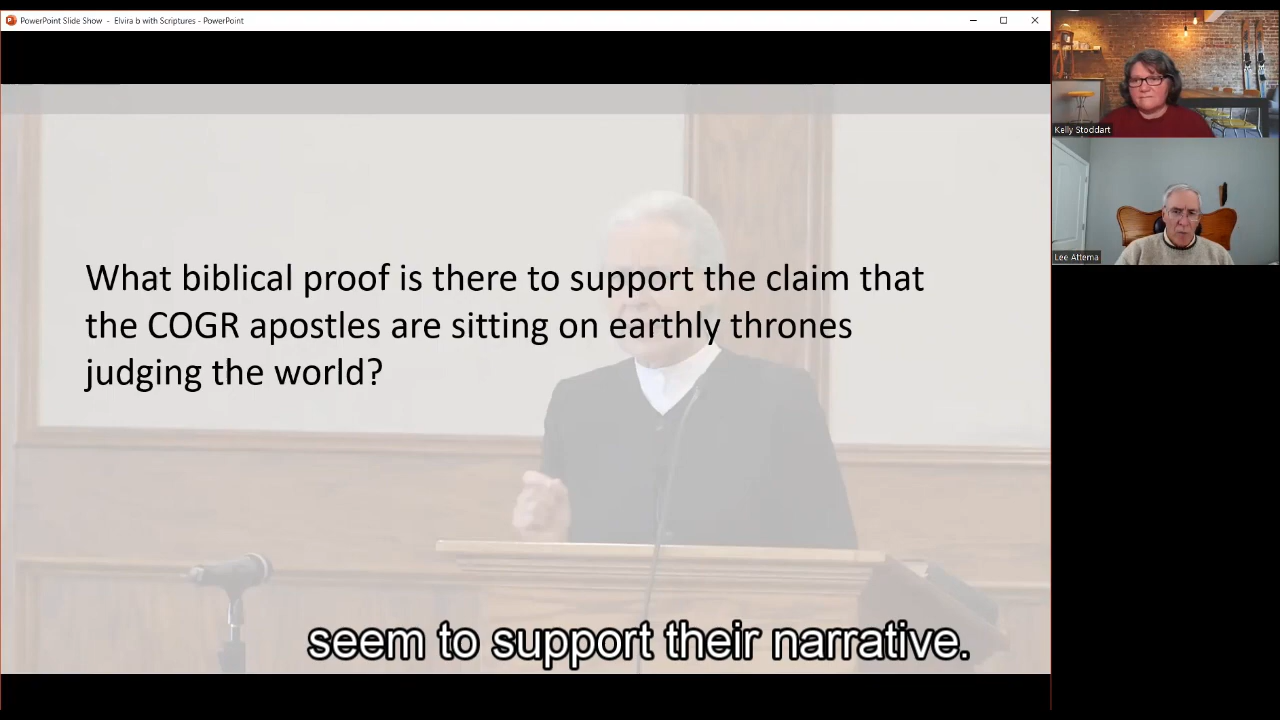 PowerPoint Slide Show - Elvira b with Scriptures - PowerPoint
Kelly Stoddart
Lee Attema
What biblical proof is there to support the claim that
the COGR apostles are sitting on earthly thrones
judging the world?
seem to support their narrative.